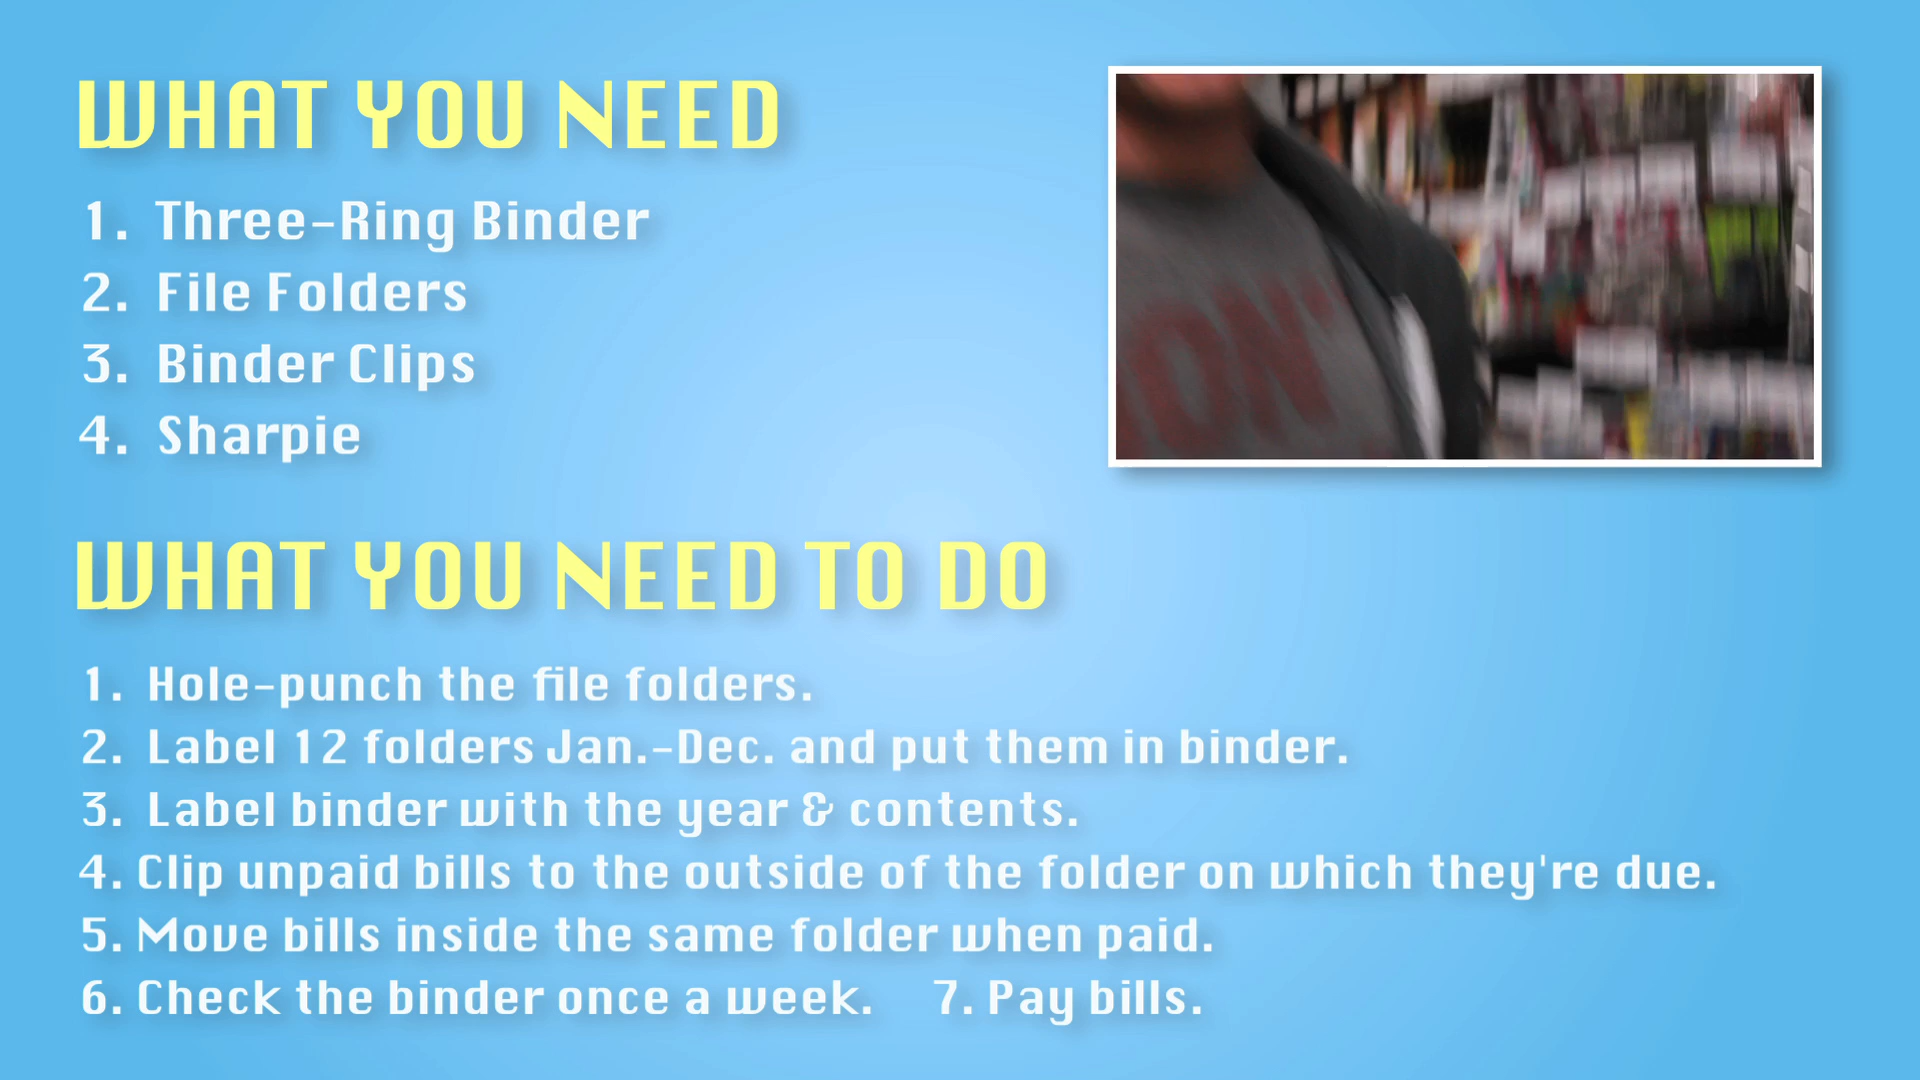 WHAT YOU NEED
1. Three-Ring Binder
2. File Folders
3. Binder Clips
4. Sharpie
WHAT YOU NEED TO DO
1. Hole-punch the file folders.
2. Label 12 folders Jan.-Dec. and put them in binder.
3. Label binder with the year & contents.
4. Clip unpaid bills to the outside of the folder on which they're due.
5. Move bills inside the same folder when paid.
6. Check the binder once a week. 7. Pay bills.